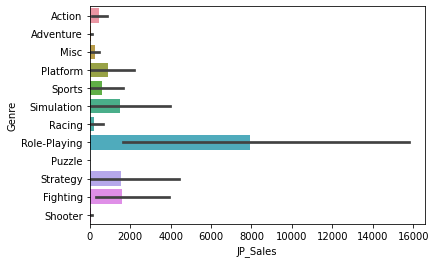 Action
Adventure
Misc
Platform
Sports
Simulation
Racing
Role-Playing
Puzzle
Strategy
Fighting
Shooter
Genre
0 2000 4000 6000 8000 10000 12000 14000 16000
JP_Sales